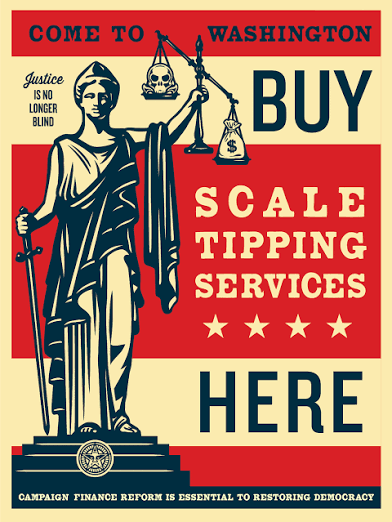 COME TO WASHINGTON
Justice
IS NO
LONGER
BLIND
$
BUY
SCALE
TIPPING
SERVICES
HERE
CAMPAIGN FINANCE REFORM IS ESSENTIAL TO RESTORING DEMOCRACY